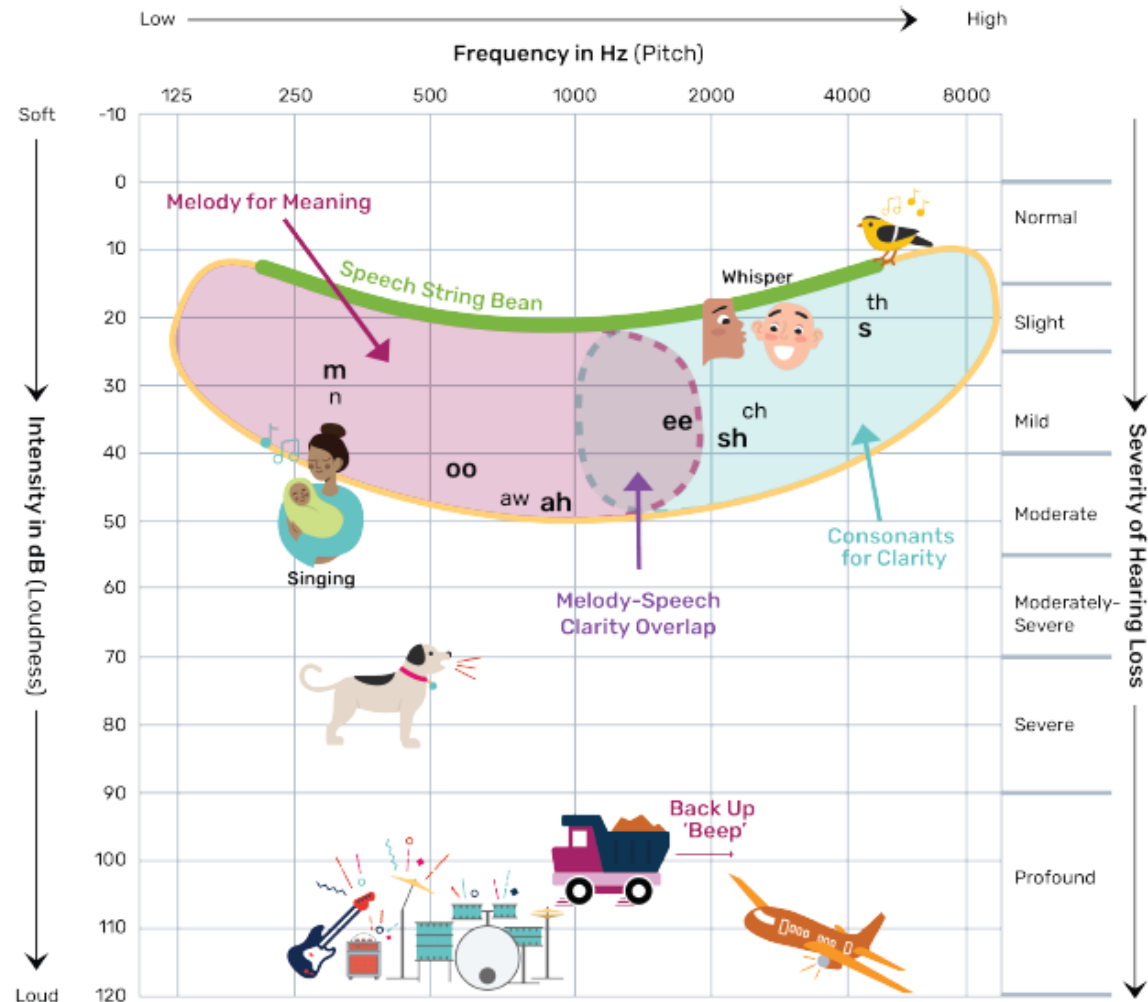 Low High
Frequency in Hz (Pitch)
125 250 500 1000 2000 4000 8000
Soft
Loud
Intensity in dB (Loudness)
-10
0
10
20
30
40
50
60
70
80
90
100
110
120
Melody for Meaning
Speech String Bean
Whisper
th
s
m
n
ee
ch
sh
oo
aw
ah
Singing
Consonants
for Clarity
Melody-Speech
Clarity Overlap
Back Up
'Beep'
Normal
Slight
Mild
Moderate
Moderately-
Severe
Severe
Profound
Severity of Hearing Loss